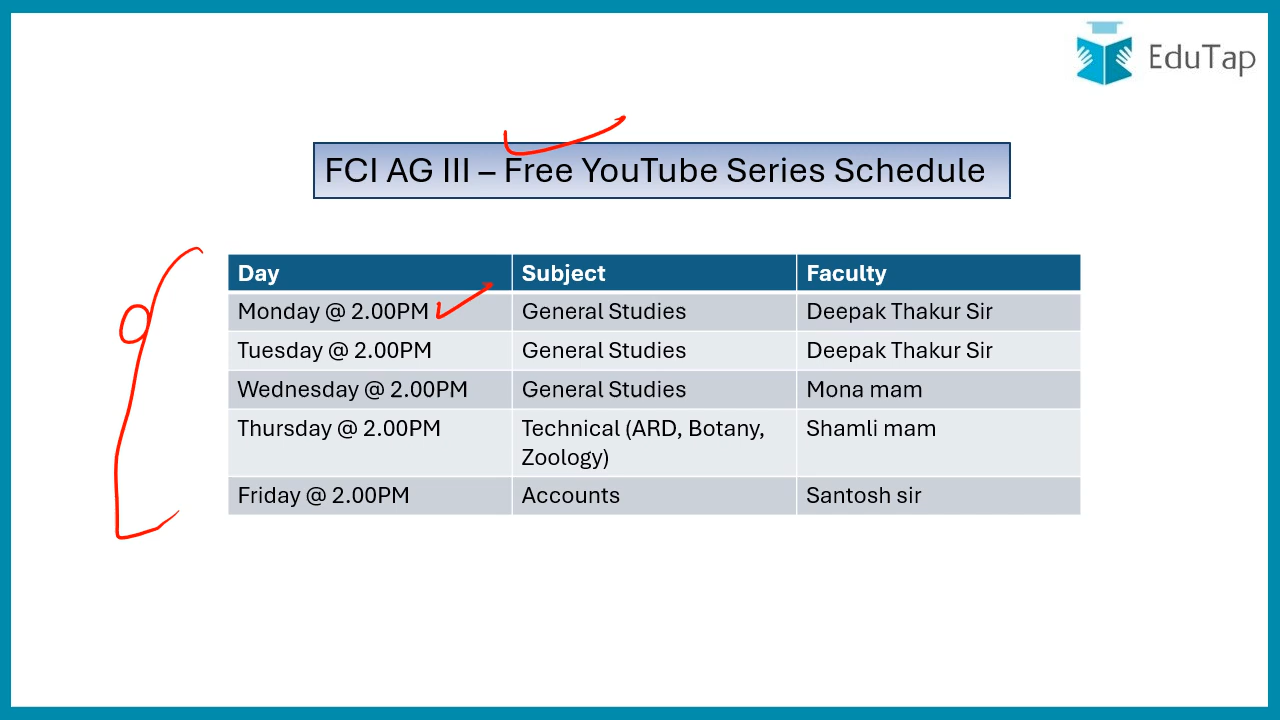 EduTap
FCI AG III – Free YouTube Series Schedule
Day Subject Faculty
Monday @ 2.00PM General Studies Deepak Thakur Sir
Tuesday @ 2.00PM General Studies Deepak Thakur Sir
Wednesday @ 2.00PM General Studies Mona mam
Thursday @ 2.00PM Technical (ARD, Botany, Shamli mam
Zoology)
Friday @ 2.00PM Accounts Santosh sir